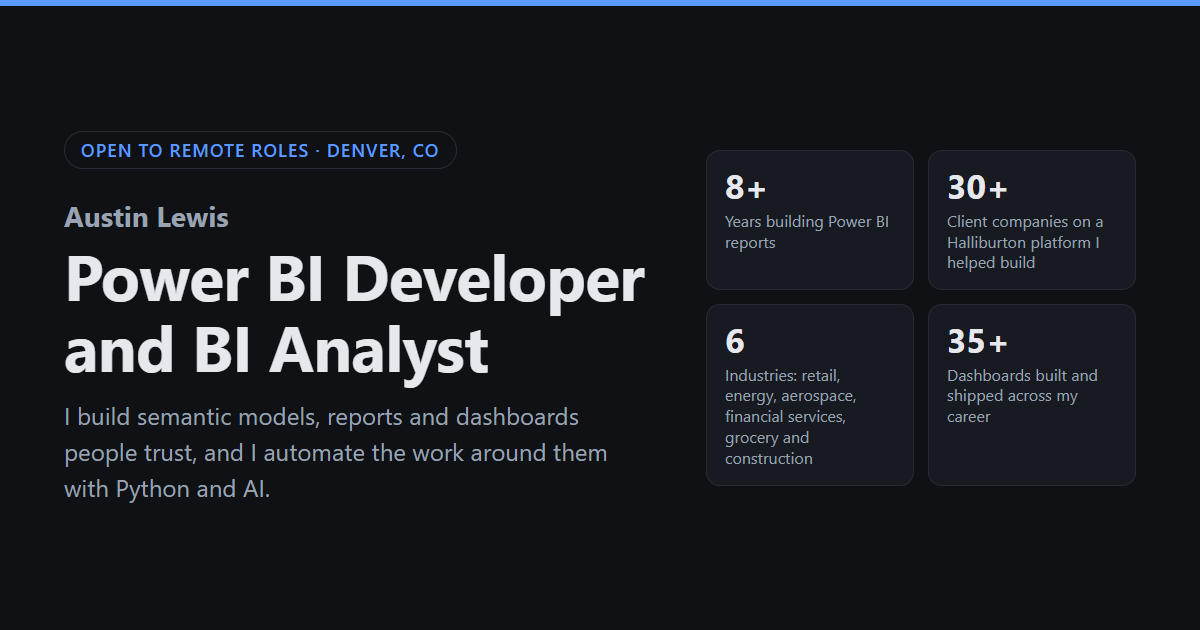 OPEN TO REMOTE ROLES · DENVER, CO
Austin Lewis
Power BI Developer
and BI Analyst
I build semantic models, reports and dashboards
people trust, and I automate the work around them
with Python and AI.
8+
Years building Power BI
reports
30+
Client companies on a
Halliburton platform I
helped build
6
Industries: retail,
energy, aerospace,
financial services,
grocery and
construction
35+
Dashboards built and
shipped across my
career